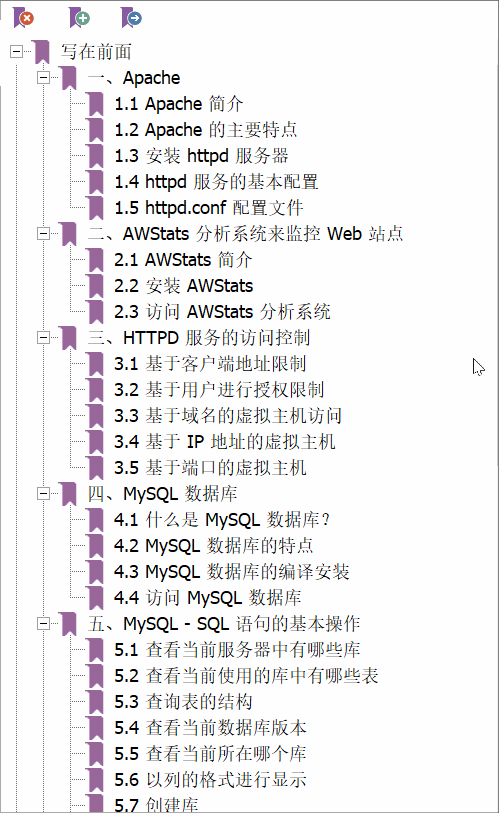 写在前面
一、Apache
1.1 Apache 简介
1.2 Apache 的主要特点
1.3 安装 httpd 服务器
1.4 httpd 服务的基本配置
1.5 httpd.conf 配置文件
二、AWStats 分析系统来监控 Web 站点
2.1 AWStats 简介
2.2 安装 AWStats
2.3 访问 AWStats 分析系统
三、HTTPD 服务的访问控制
3.1 基于客户端地址限制
3.2 基于用户进行授权限制
3.3 基于域名的虚拟主机访问
3.4 基于 IP 地址的虚拟主机
3.5 基于端口的虚拟主机
四、MySQL 数据库
4.1 什么是 MySQL 数据库？
4.2 MySQL 数据库的特点
4.3 MySQL 数据库的编译安装
4.4 访问 MySQL 数据库
五、MySQL - SQL 语句的基本操作
5.1 查看当前服务器中有哪些库
5.2 查看当前使用的库中有哪些表
5.3 查询表的结构
5.4 查看当前数据库版本
5.5 查看当前所在哪个库
5.6 以列的格式进行显示
5.7 创建库